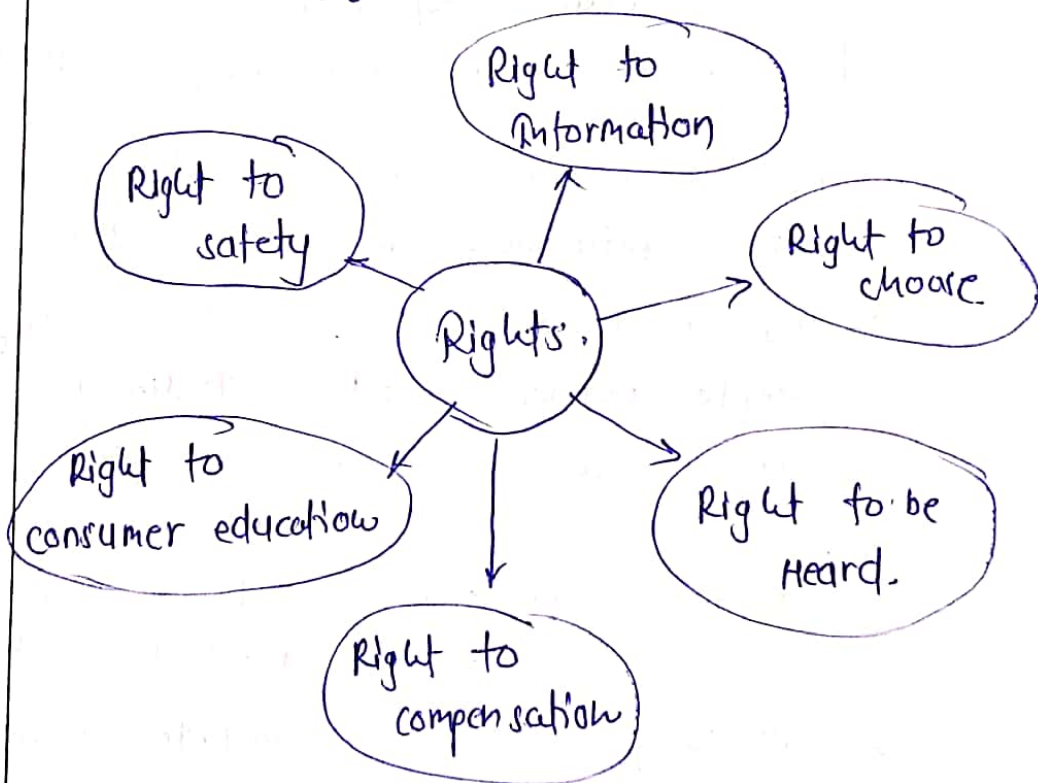 Right to
Information
Right to
safety
Right to
choose
Rights.
Right to
consumer education
Right to be
Heard.
Right to
compensation